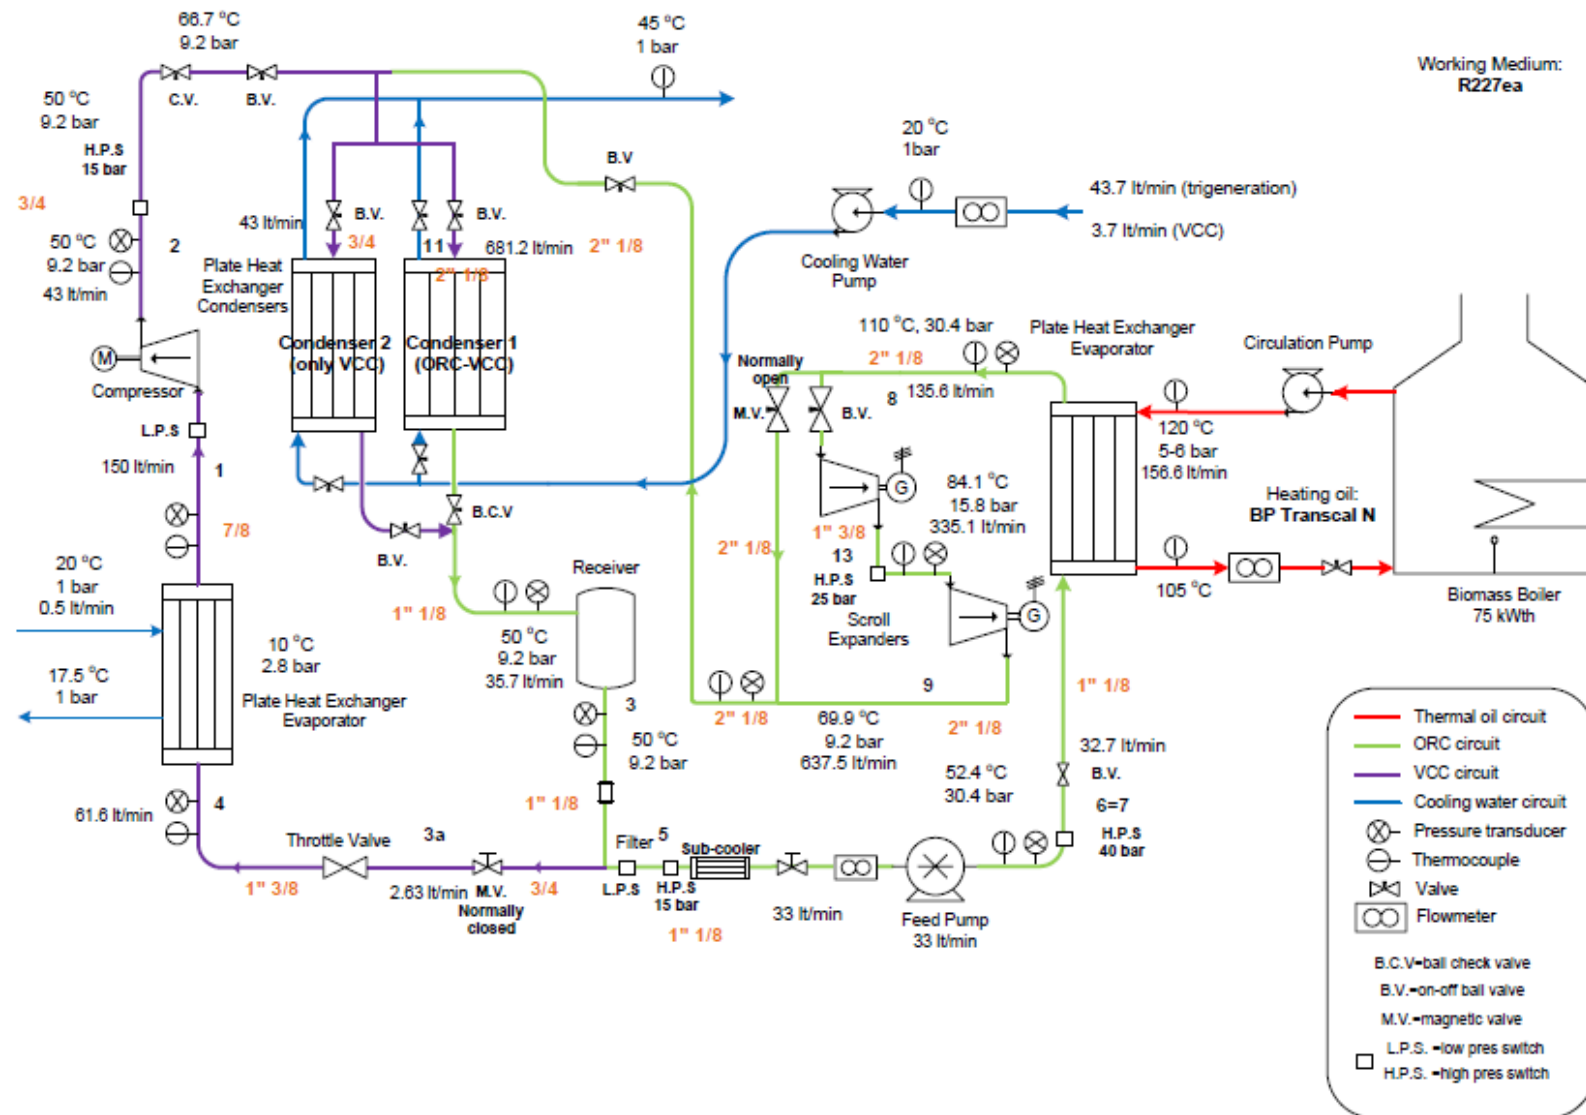 66.7 °C
9.2 bar
C.V.
B.V.
50 °C
9.2 bar
H.P.S
15 bar
3/4
50 °C
9.2 bar
43 lt/min
2
M
Compressor
L.P.S
1
150 lt/min
7/8
20 °C
1 bar
0.5 lt/min
17.5 °C
1 bar
10 °C
2.8 bar
Plate Heat Exchanger
Evaporator
61.6 lt/min
4
1" 3/8
Throttle Valve
3a
2.63 lt/min
M.V.
Normally
closed
3/4
45 °C
1 bar
43 lt/min
B.V.
3/4
11
B.V.
681.2 lt/min
2" 1/8
Plate Heat
Exchanger
Condensers
Condenser 2
(only VCC)
Condenser 1
(ORC-VCC)
B.V
2" 1/8
B.C.V
B.V.
1" 1/8
Receiver
50 °C
9.2 bar
35.7 lt/min
3
50 °C
9.2 bar
1" 1/8
Filter
5
L.P.S
H.P.S
15 bar
Sub-cooler
1" 1/8
33 lt/min
Feed Pump
33 lt/min
52.4 °C
30.4 bar
32.7 lt/min
B.V.
6=7
H.P.S
40 bar
1" 1/8
20 °C
1bar
43.7 lt/min (trigeneration)
3.7 lt/min (VCC)
Cooling Water
Pump
110 °C, 30.4 bar
2" 1/8
135.6 lt/min
Normally
open
M.V.
8
B.V.
G
84.1 °C
15.8 bar
335.1 lt/min
1" 3/8
13
H.P.S
25 bar
Scroll
Expanders
G
2" 1/8
2" 1/8
9
69.9 °C
9.2 bar
637.5 lt/min
2" 1/8
Plate Heat Exchanger
Evaporator
Circulation Pump
120 °C
5-6 bar
156.6 lt/min
Heating oil:
BP Transcal N
105 °C
Biomass Boiler
75 kWth
Working Medium:
R227ea
Thermal oil circuit
ORC circuit
VCC circuit
Cooling water circuit
Pressure transducer
Thermocouple
Valve
Flowmeter
B.C.V=ball check valve
B.V.=on-off ball valve
M.V.=magnetic valve
L.P.S. =low pres switch
H.P.S. =high pres switch